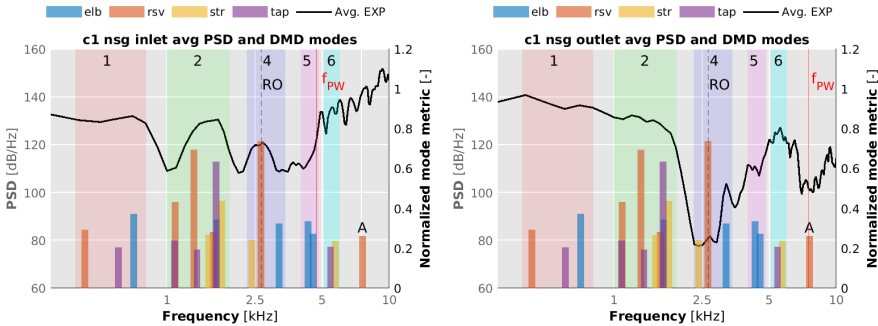 elb rsv str tap Avg. EXP
c1 nsg inlet avg PSD and DMD modes
160
140
120
100
80
60
PSD [dB/Hz]
1 2 4 5 6
RO
f_PW
A
1.2
1
0.8
0.6
0.4
0.2
0
Normalized mode metric [-]
1 2.5 5 10
Frequency [kHz]
elb rsv str tap Avg. EXP
c1 nsg outlet avg PSD and DMD modes
160
140
120
100
80
60
PSD [dB/Hz]
1 2 4 5 6
RO
f_PW
A
1.2
1
0.8
0.6
0.4
0.2
0
Normalized mode metric [-]
1 2.5 5 10
Frequency [kHz]